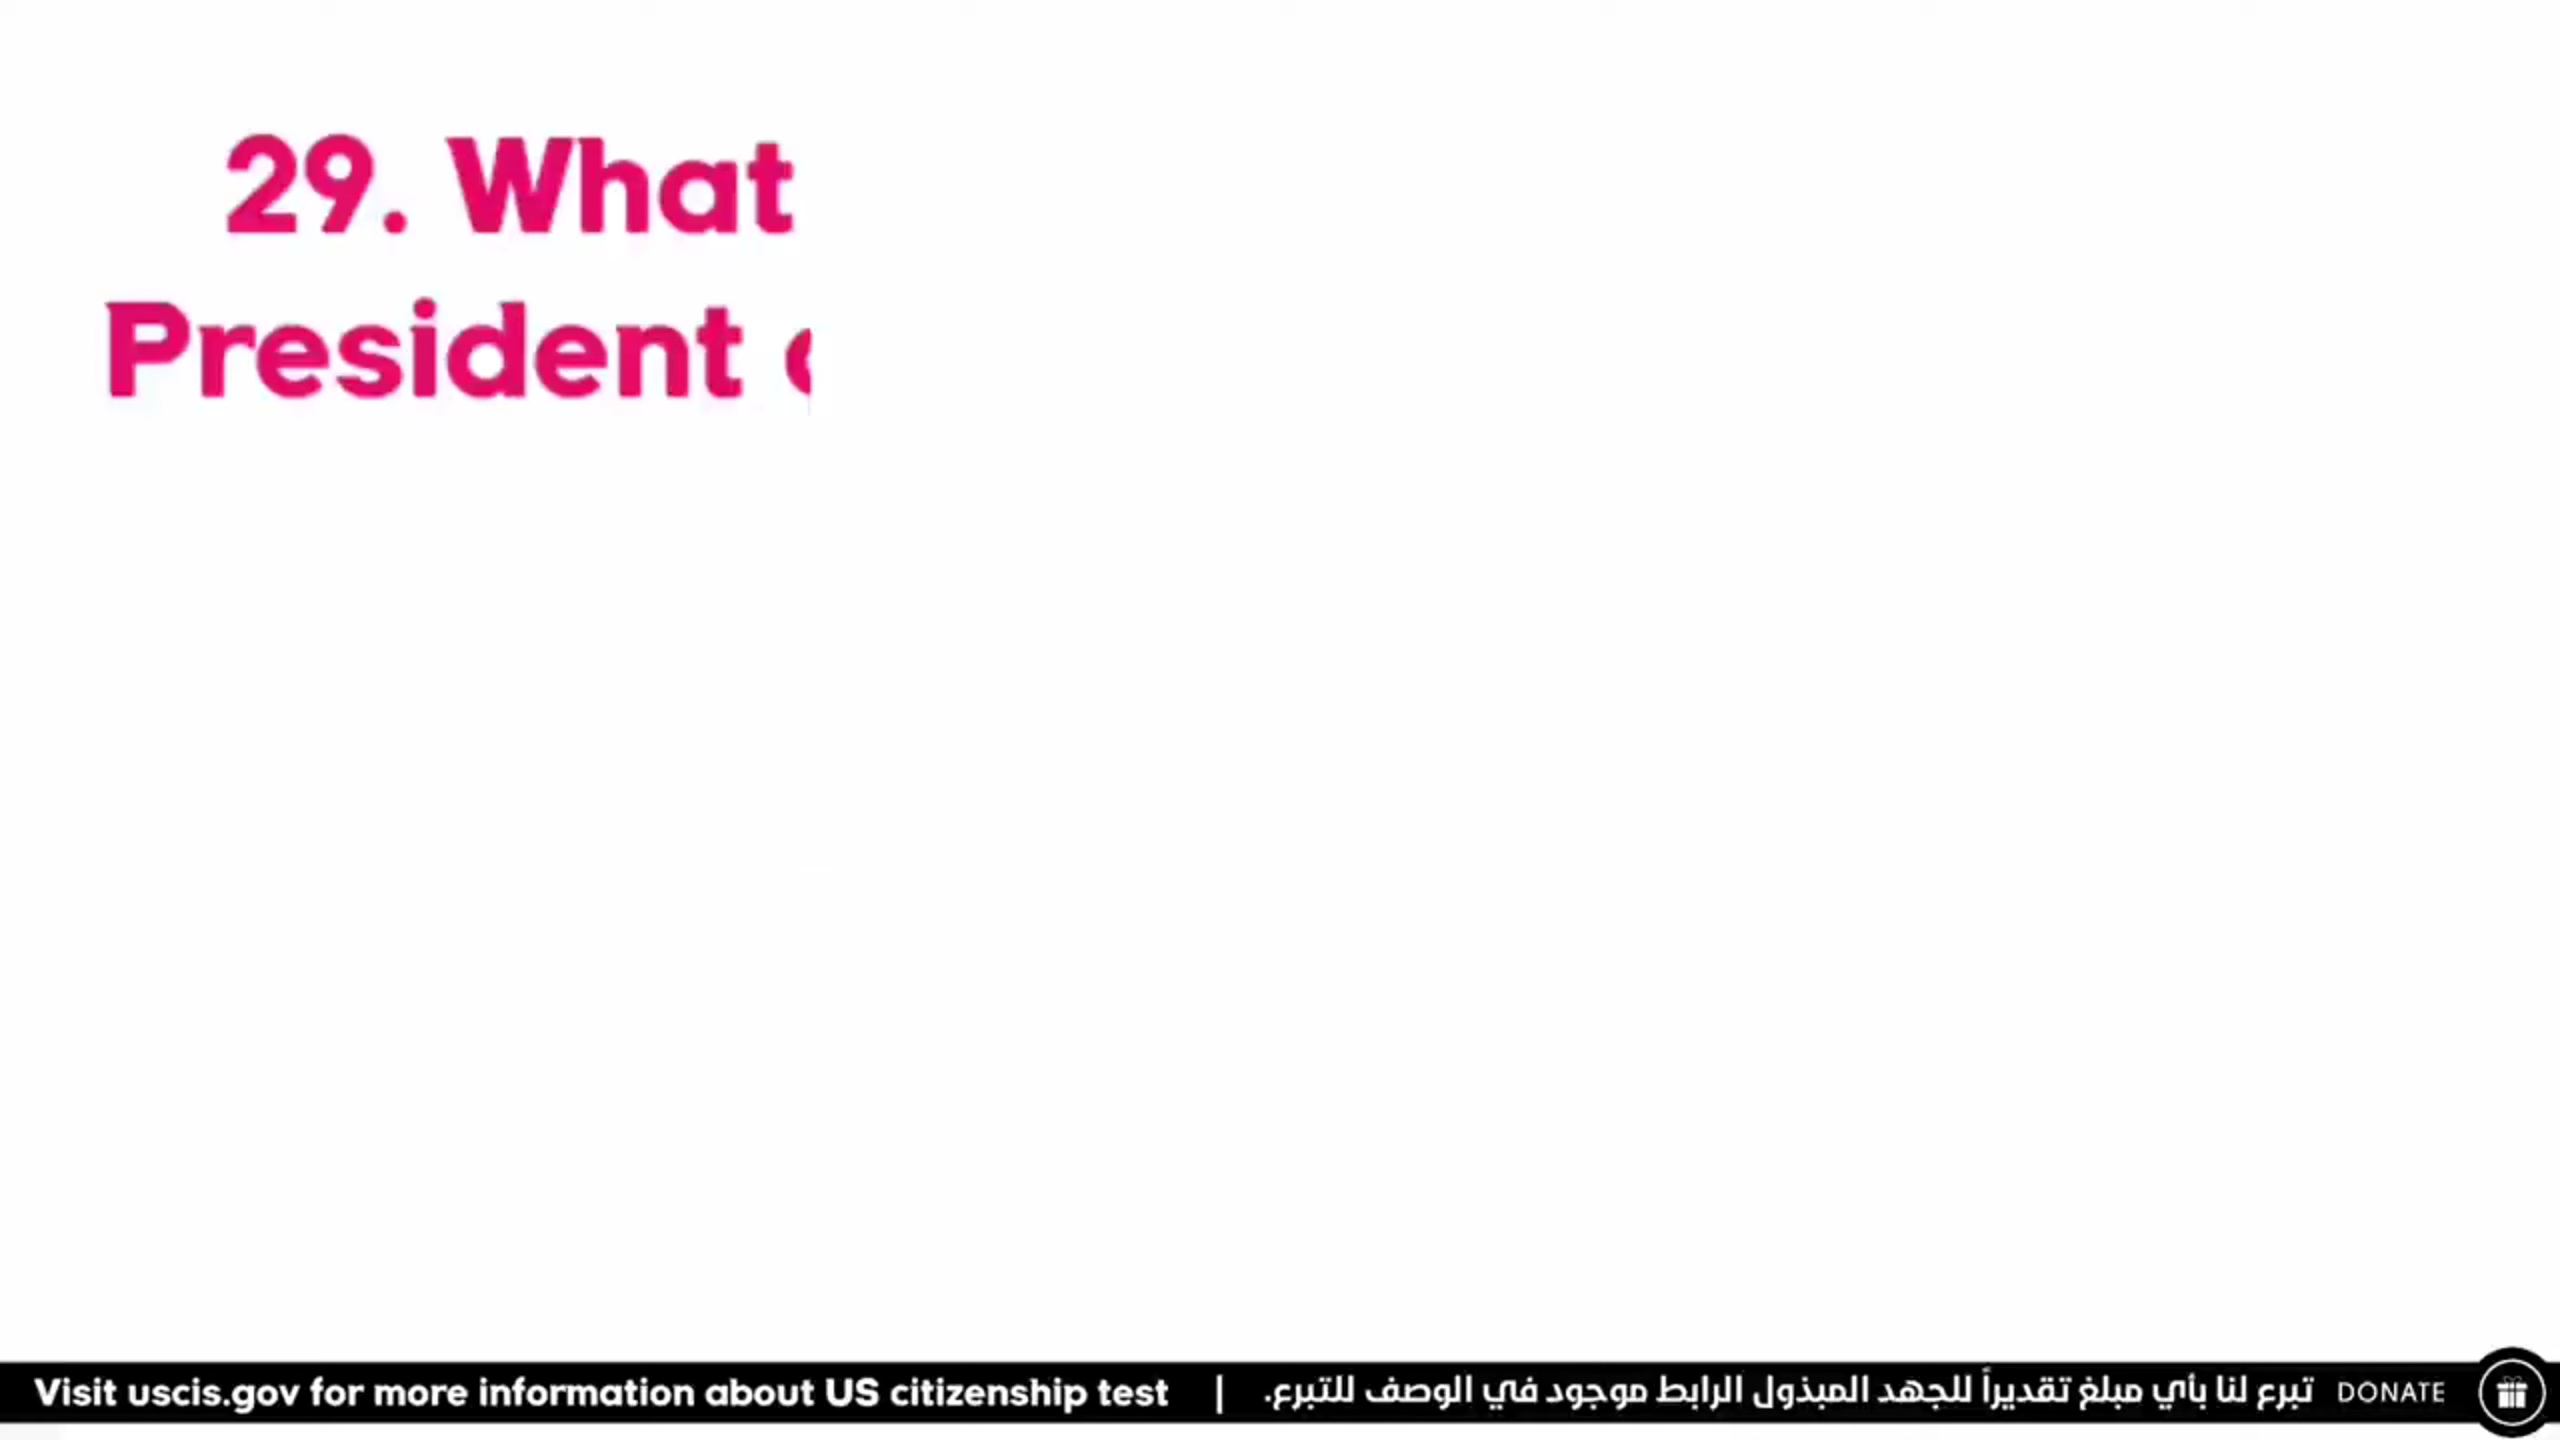 29. What
President
Visit uscis.gov for more information about US citizenship test | تبرع لنا بأي مبلغ تقديراً للجهد المبذول الرابط موجود في الوصف للتبرع. DONATE